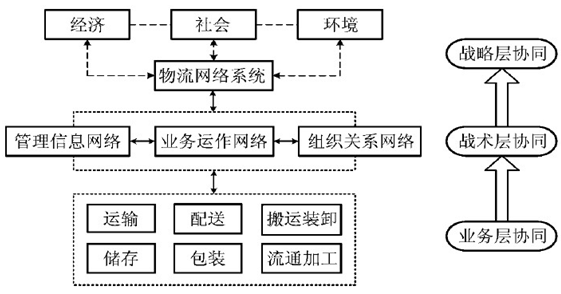 经济 社会 环境
物流网络系统 战略层协同
管理信息网络 业务运作网络 组织关系网络 战术层协同
运输 配送 搬运装卸 业务层协同
储存 包装 流通加工